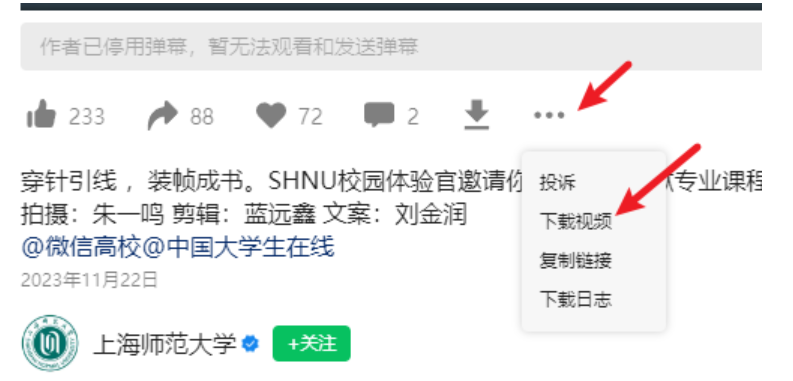 作者已停用弹幕，暂无法观看和发送弹幕
233 88 72 2
穿针引线 ，装帧成书。SHNU校园体验官邀请你 专业课程
拍摄：朱一鸣 剪辑：蓝远鑫 文案：刘金润
@微信高校@中国大学生在线
2023年11月22日
上海师范大学 +关注
投诉
下载视频
复制链接
下载日志